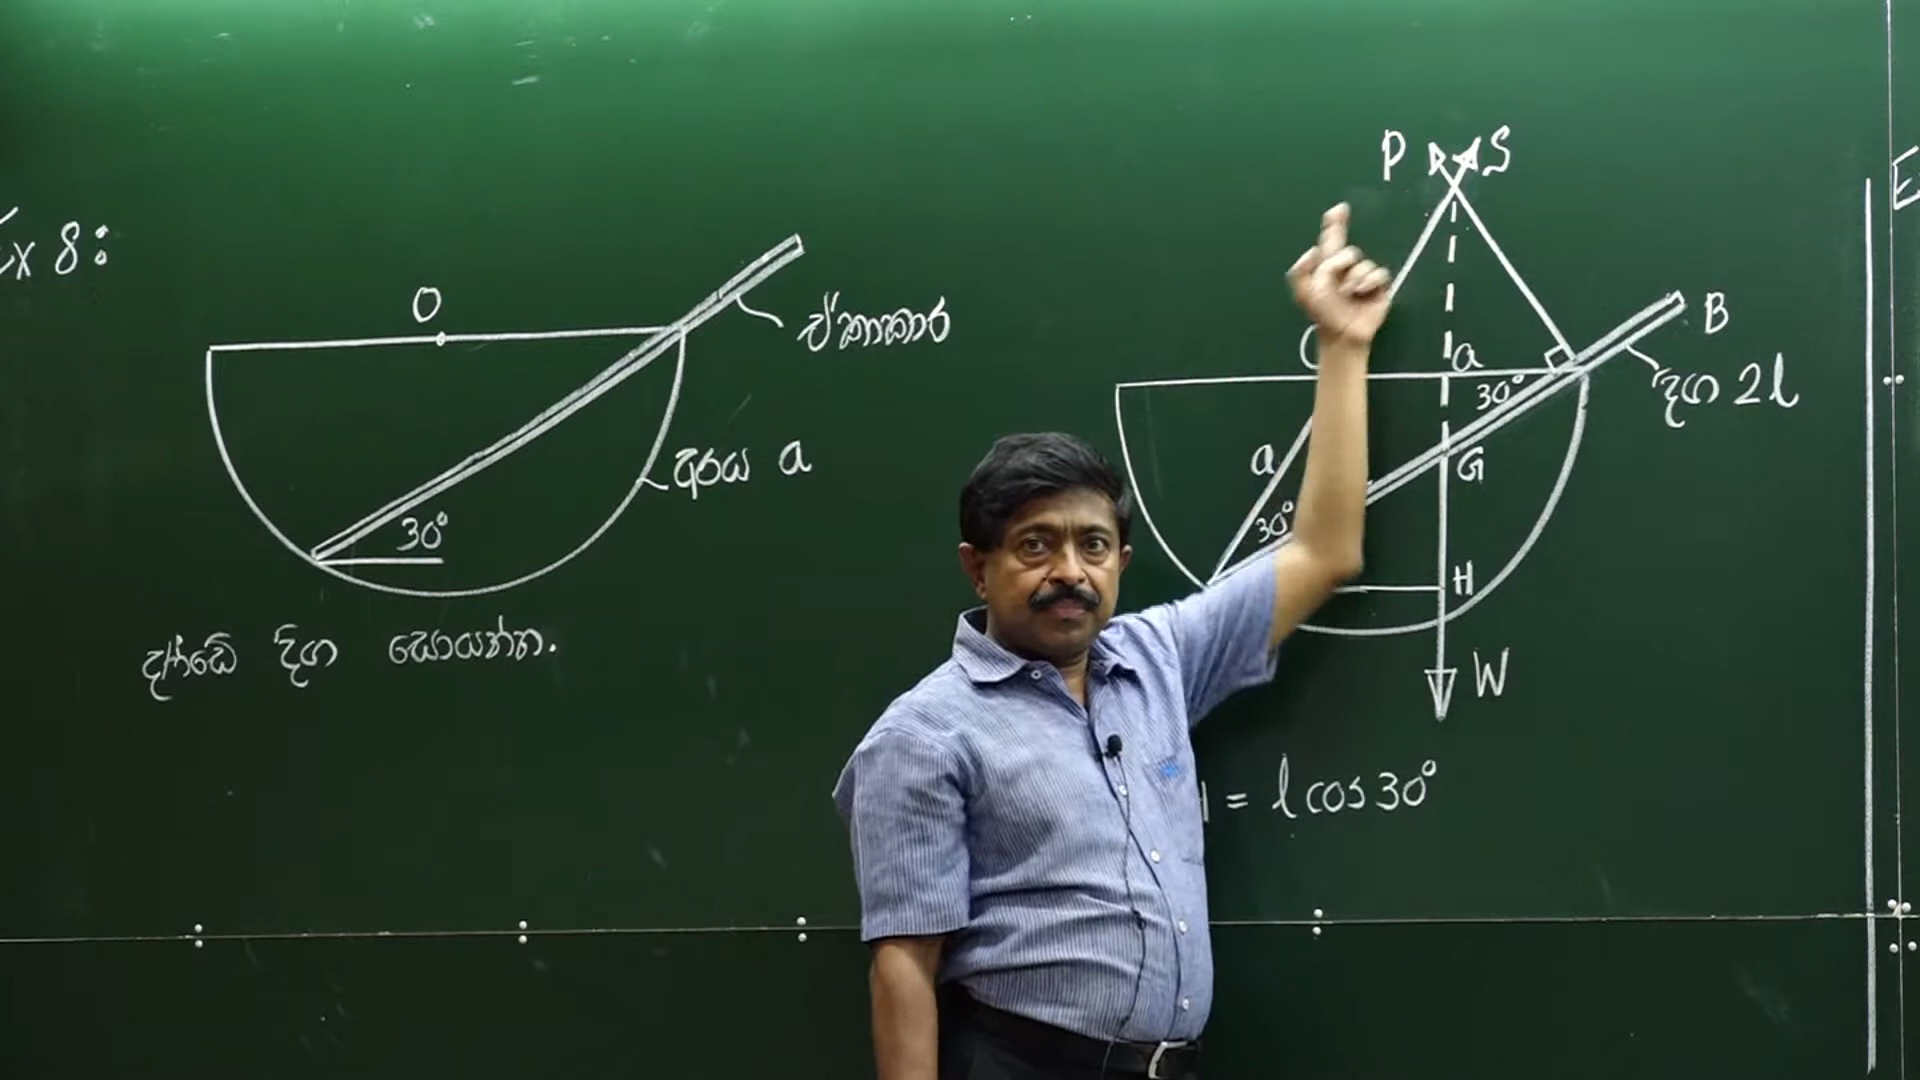 Ex 8:
O
ඒකාකාර
අරය a
30°
දණ්ඩේ දිග සොයන්න.
P
S
B
a
30°
දිග 2l
a
G
30°
H
W
= l cos 30°